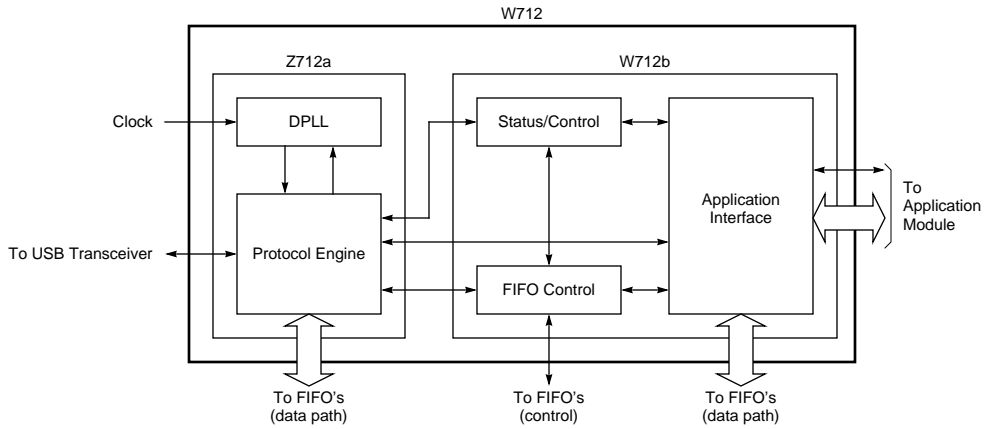 W712
Z712a
W712b
Clock
DPLL
Status/Control
To
Application
Module
Application
Interface
To USB Transceiver
Protocol Engine
FIFO Control
To FIFO's
(data path)
To FIFO's
(control)
To FIFO's
(data path)